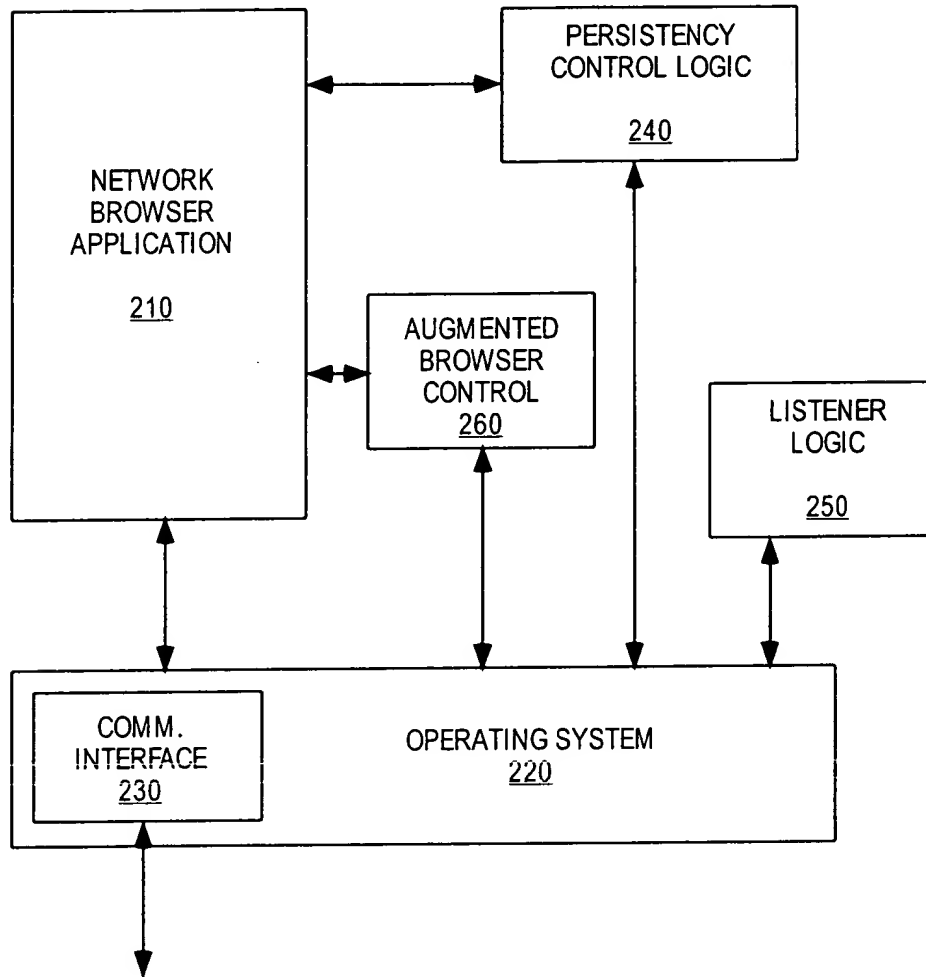 NETWORK
BROWSER
APPLICATION
210
PERSISTENCY
CONTROL LOGIC
240
AUGMENTED
BROWSER
CONTROL
260
LISTENER
LOGIC
250
COMM.
INTERFACE
230
OPERATING SYSTEM
220